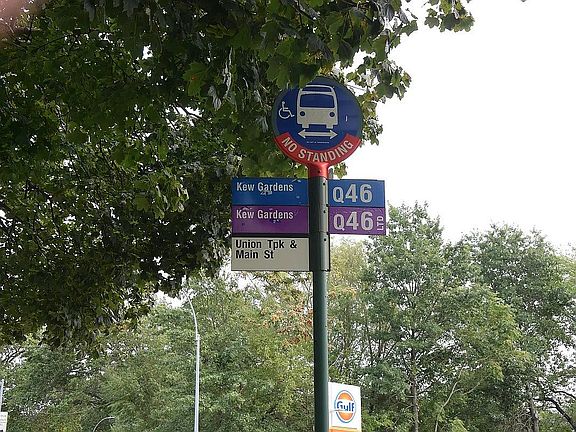 NO STANDING
Kew Gardens Q46
Kew Gardens Q46 LTD
Union Tpk &
Main St
Gulf